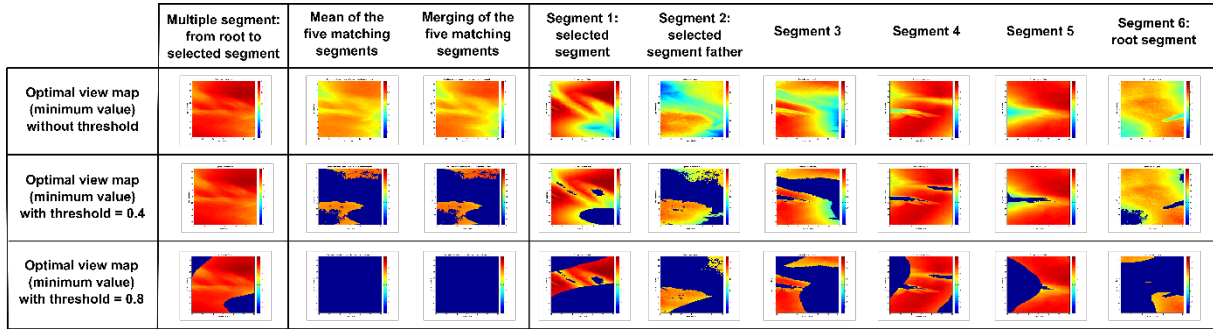 Multiple segment:
from root to
selected segment
Mean of the
five matching
segments
Merging of the
five matching
segments
Segment 1:
selected
segment
Segment 2:
selected
segment father
Segment 3
Segment 4
Segment 5
Segment 6:
root segment
Optimal view map
(minimum value)
without threshold
Optimal view map
(minimum value)
with threshold = 0.4
Optimal view map
(minimum value)
with threshold = 0.8